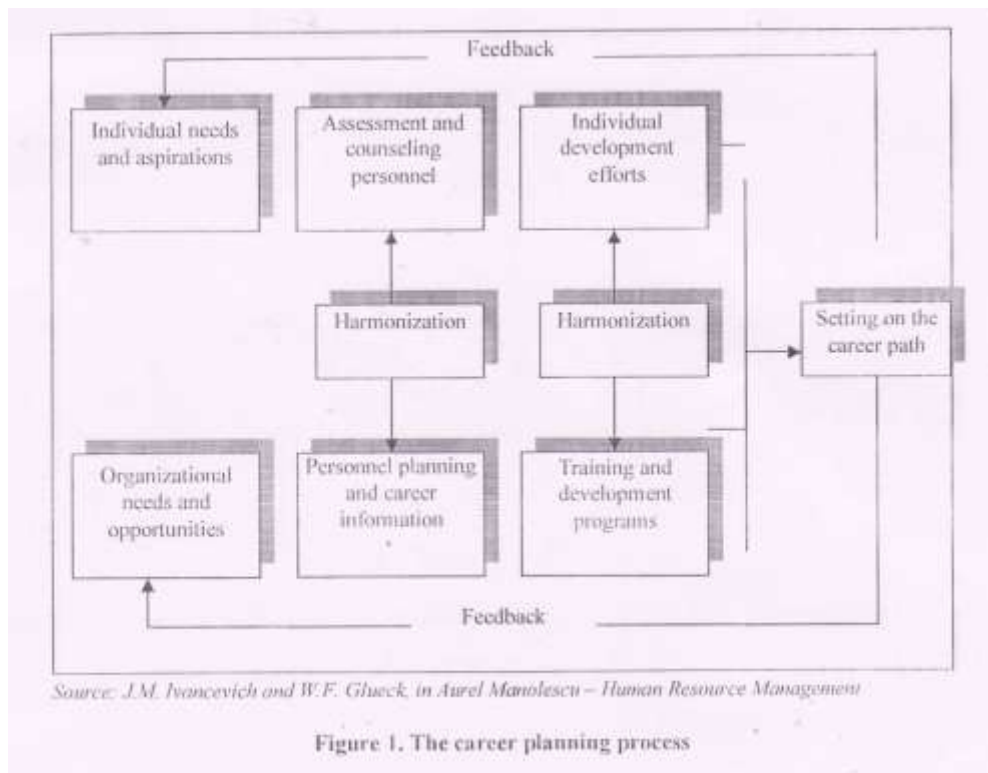 Feedback
Individual needs
and aspirations
Assessment and
counseling
personnel
Individual
development
efforts
Harmonization
Harmonization
Setting on the
career path
Organizational
needs and
opportunities
Personnel planning
and career
information
Training and
development
programs
Feedback
Source: J.M. Ivancevich and W.F. Glueck, in Aurel Manolescu – Human Resource Management
Figure 1. The career planning process